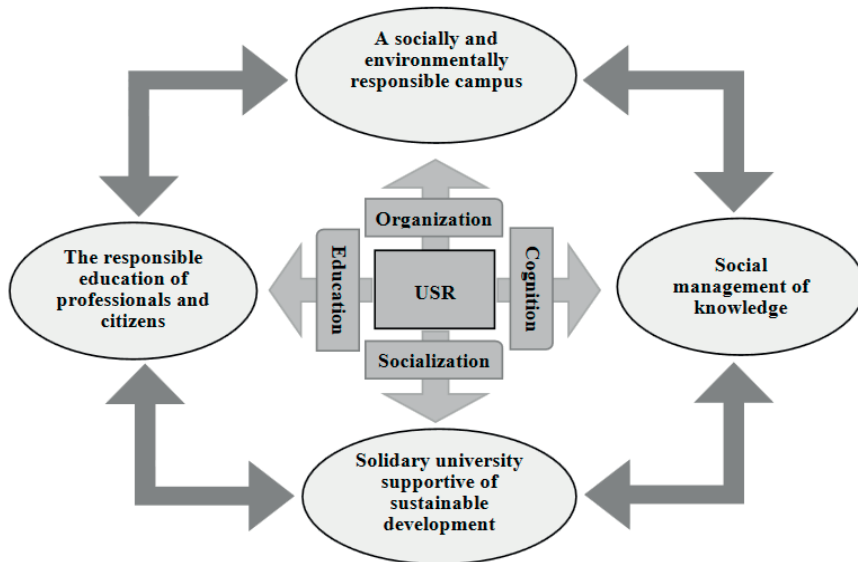 A socially and
environmentally
responsible campus
Organization
The responsible
education of
professionals and
citizens
Education
USR
Cognition
Social
management of
knowledge
Socialization
Solidary university
supportive of
sustainable
development